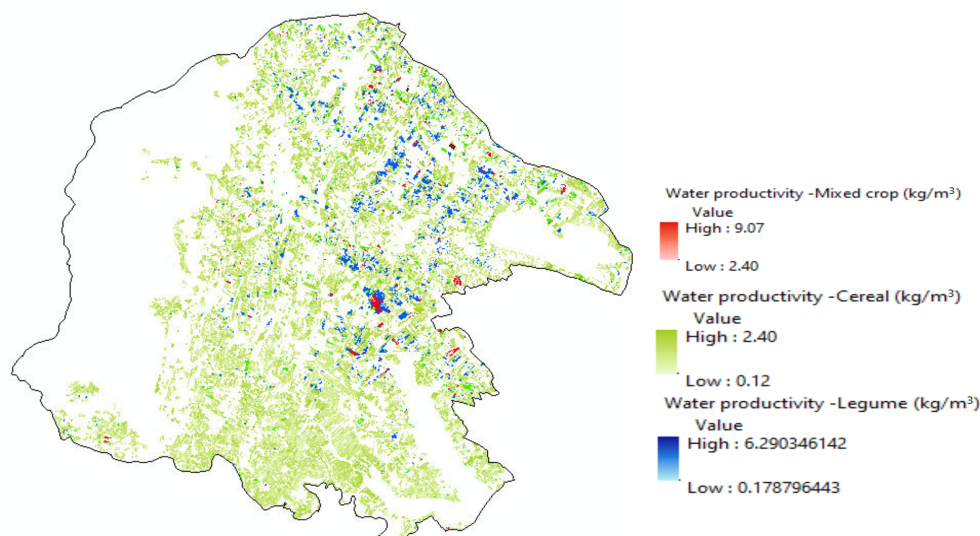 Water productivity -Mixed crop (kg/m³)
Value
High : 9.07
Low : 2.40
Water productivity -Cereal (kg/m³)
Value
High : 2.40
Low : 0.12
Water productivity -Legume (kg/m³)
Value
High : 6.290346142
Low : 0.178796443